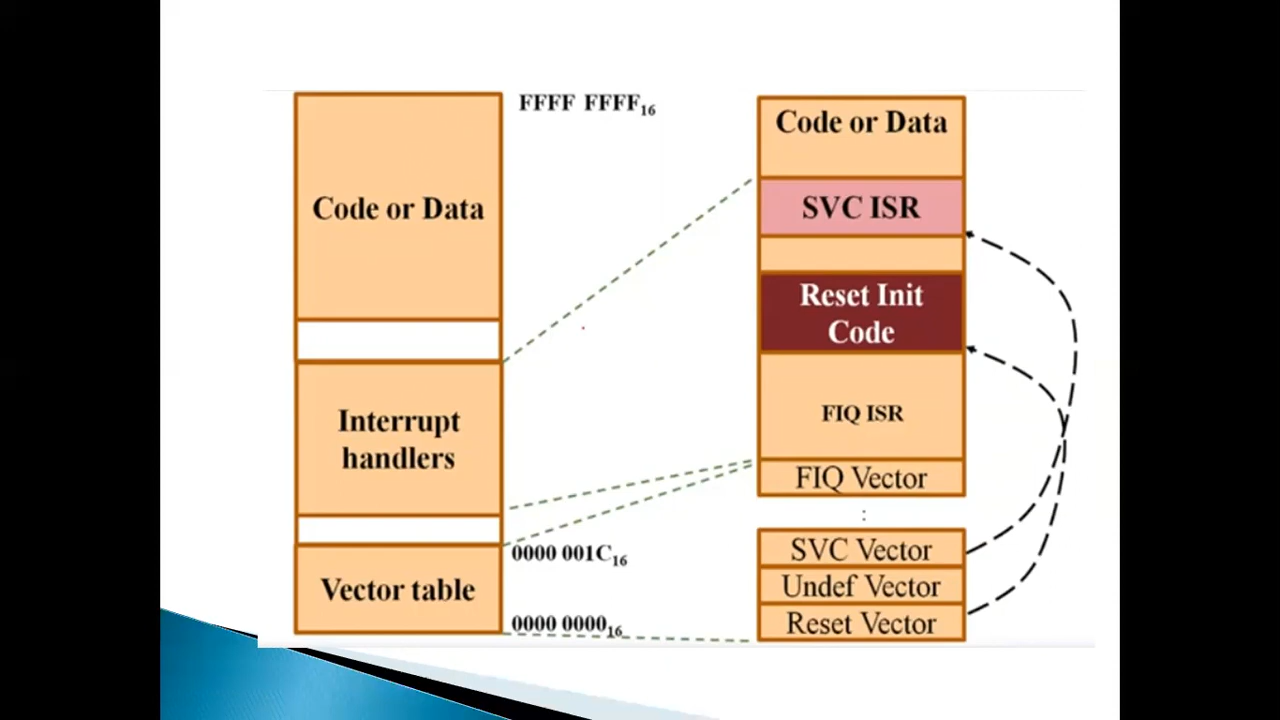 FFFF FFFF16
Code or Data
Interrupt
handlers
0000 001C16
Vector table
0000 000016
Code or Data
SVC ISR
Reset Init
Code
FIQ ISR
FIQ Vector
:
SVC Vector
Undef Vector
Reset Vector